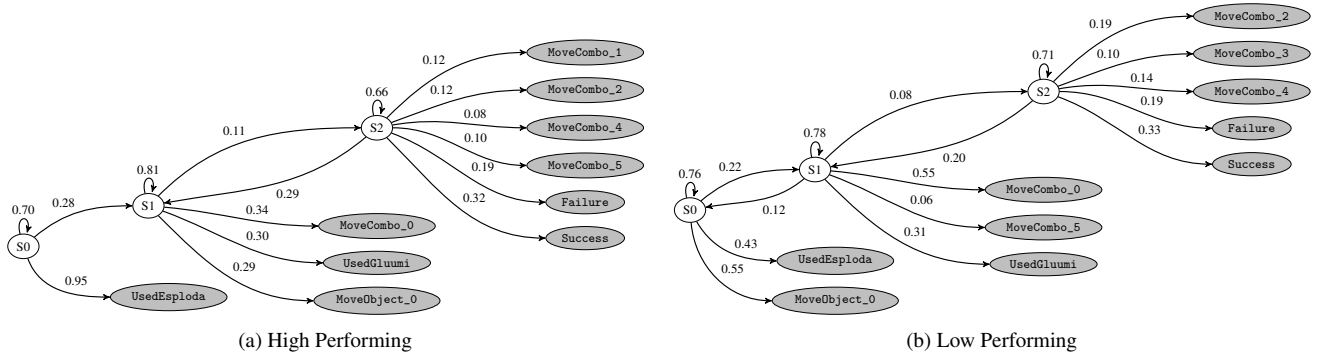 MoveCombo_1
0.12
MoveCombo_2
0.12
0.66
0.08
MoveCombo_4
S2
0.10
0.11
MoveCombo_5
0.19
0.81
0.29
Failure
0.32
S1
0.70
0.28
0.34
MoveCombo_0
Success
0.30
S0
UsedGluumi
0.29
0.95
UsedEsploda
MoveObject_0
(a) High Performing
MoveCombo_2
0.19
0.71
0.10
MoveCombo_3
0.14
S2
MoveCombo_4
0.08
0.19
Failure
0.33
0.78
Success
0.20
S1
0.76
0.22
0.55
MoveCombo_0
0.06
S0
0.12
MoveCombo_5
0.31
0.43
UsedEsploda
UsedGluumi
0.55
MoveObject_0
(b) Low Performing